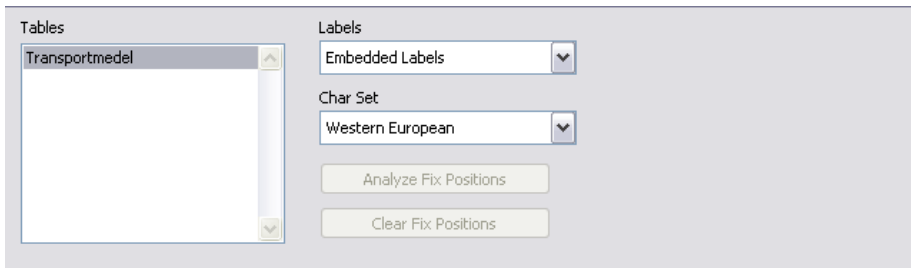 Tables
Transportmedel
Labels
Embedded Labels
Char Set
Western European
Analyze Fix Positions
Clear Fix Positions